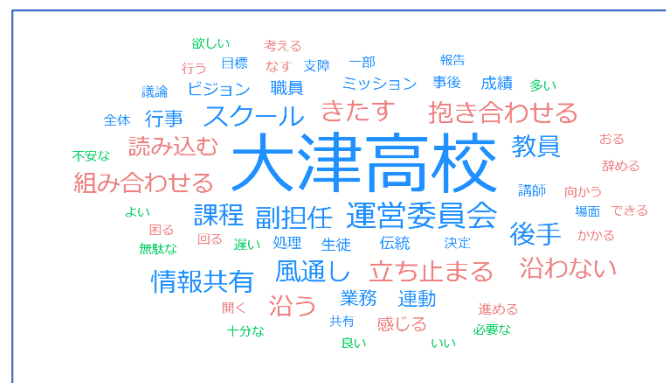 欲しい 考える
行う 目標 なす 支障 一部 報告
議論 ビジョン 職員 ミッション 事後 成績 多い
全体 行事 スクール きたす 抱き合わせる
不安な 読み込む 大津高校 教員 おる
組み合わせる 講師 向かう 辞める
よい 課程 副担任 運営委員会 後手 場面 できる
困る 回る 遅い 処理 生徒 伝統 決定 かかる
無駄な 情報共有 風通し 立ち止まる 沿わない
開く 沿う 業務 連動 進める
十分な 共有 感じる 必要な
良い いい